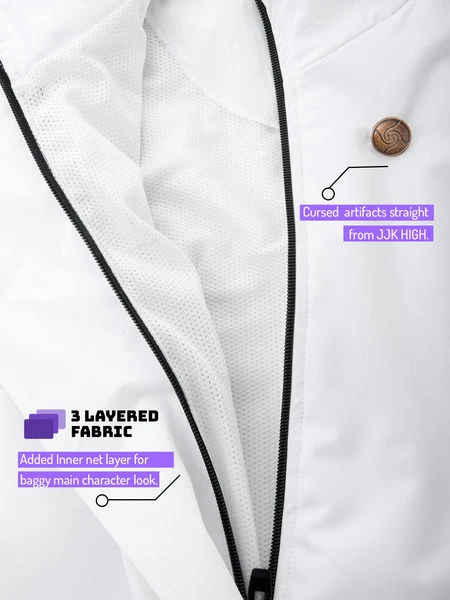 Cursed artifacts straight
from JJK HIGH.
3 LAYERED
FABRIC
Added Inner net layer for
baggy main character look.